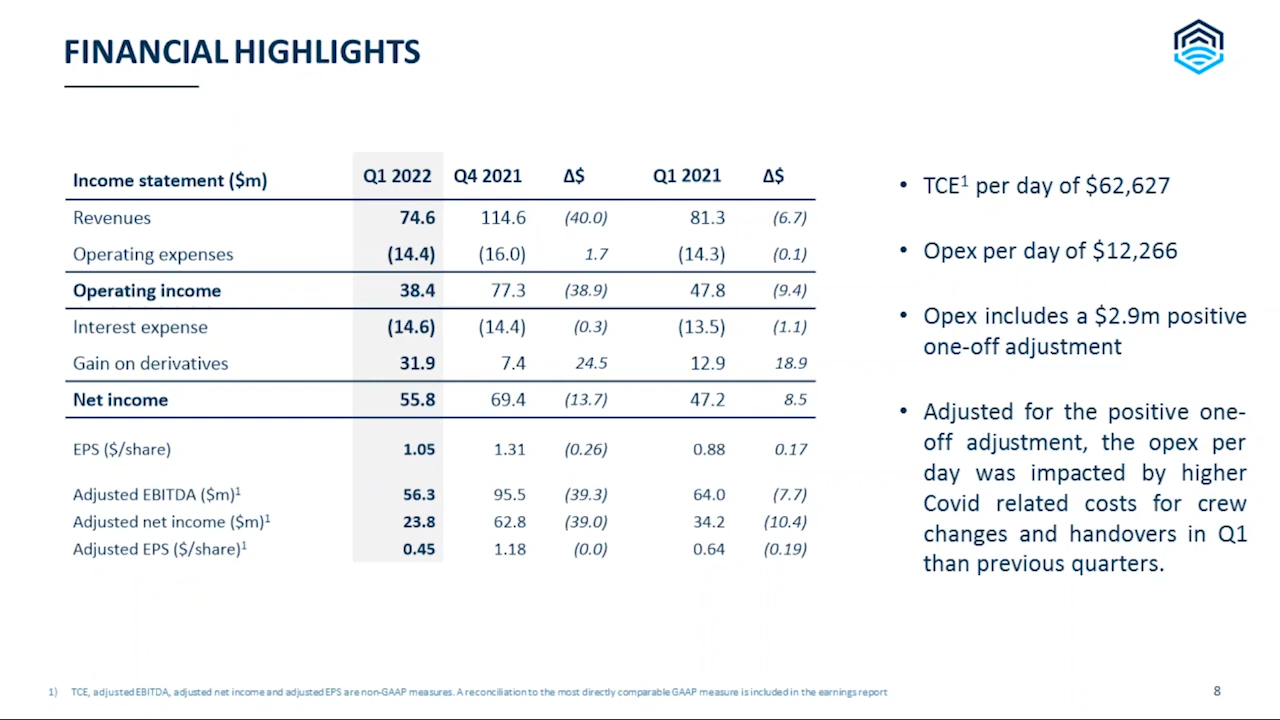 FINANCIAL HIGHLIGHTS
Income statement ($m) Q1 2022 Q4 2021 Δ$ Q1 2021 Δ$
Revenues 74.6 114.6 (40.0) 81.3 (6.7)
Operating expenses (14.4) (16.0) 1.7 (14.3) (0.1)
Operating income 38.4 77.3 (38.9) 47.8 (9.4)
Interest expense (14.6) (14.4) (0.3) (13.5) (1.1)
Gain on derivatives 31.9 7.4 24.5 12.9 18.9
Net income 55.8 69.4 (13.7) 47.2 8.5
EPS ($/share) 1.05 1.31 (0.26) 0.88 0.17
Adjusted EBITDA ($m)¹ 56.3 95.5 (39.3) 64.0 (7.7)
Adjusted net income ($m)¹ 23.8 62.8 (39.0) 34.2 (10.4)
Adjusted EPS ($/share)¹ 0.45 1.18 (0.0) 0.64 (0.19)
• TCE¹ per day of $62,627
• Opex per day of $12,266
• Opex includes a $2.9m positive
one-off adjustment
• Adjusted for the positive one-
off adjustment, the opex per
day was impacted by higher
Covid related costs for crew
changes and handovers in Q1
than previous quarters.
1) TCE, adjusted EBITDA, adjusted net income and adjusted EPS are non-GAAP measures. A reconciliation to the most directly comparable GAAP measure is included in the earnings report
8